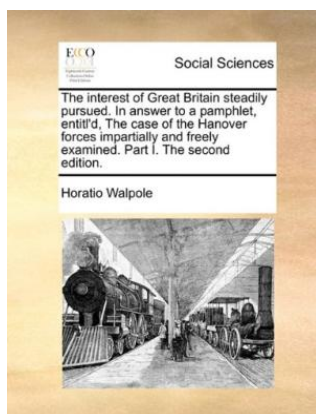 ECCO
Social Sciences
The interest of Great Britain steadily
pursued. In answer to a pamphlet,
entitl'd, The case of the Hanover
forces impartially and freely
examined. Part I. The second
edition.
Horatio Walpole